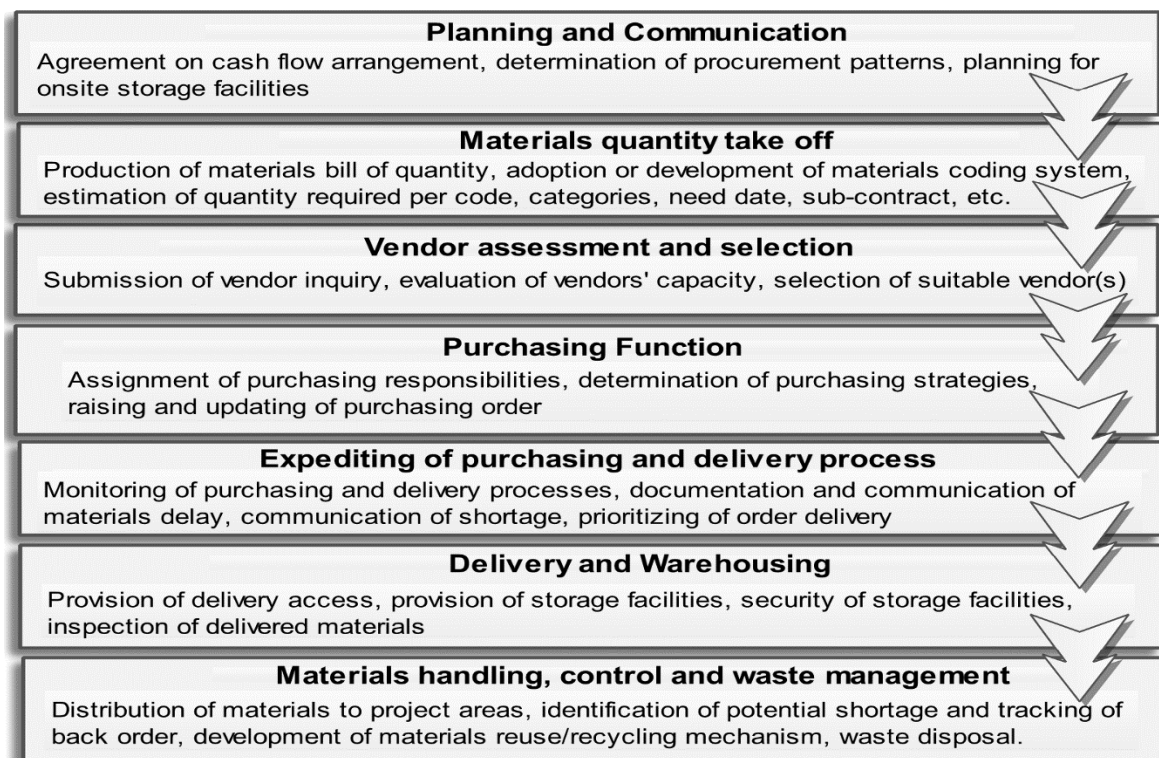 Planning and Communication
Agreement on cash flow arrangement, determination of procurement patterns, planning for
onsite storage facilities
Materials quantity take off
Production of materials bill of quantity, adoption or development of materials coding system,
estimation of quantity required per code, categories, need date, sub-contract, etc.
Vendor assessment and selection
Submission of vendor inquiry, evaluation of vendors' capacity, selection of suitable vendor(s)
Purchasing Function
Assignment of purchasing responsibilities, determination of purchasing strategies,
raising and updating of purchasing order
Expediting of purchasing and delivery process
Monitoring of purchasing and delivery processes, documentation and communication of
materials delay, communication of shortage, prioritizing of order delivery
Delivery and Warehousing
Provision of delivery access, provision of storage facilities, security of storage facilities,
inspection of delivered materials
Materials handling, control and waste management
Distribution of materials to project areas, identification of potential shortage and tracking of
back order, development of materials reuse/recycling mechanism, waste disposal.